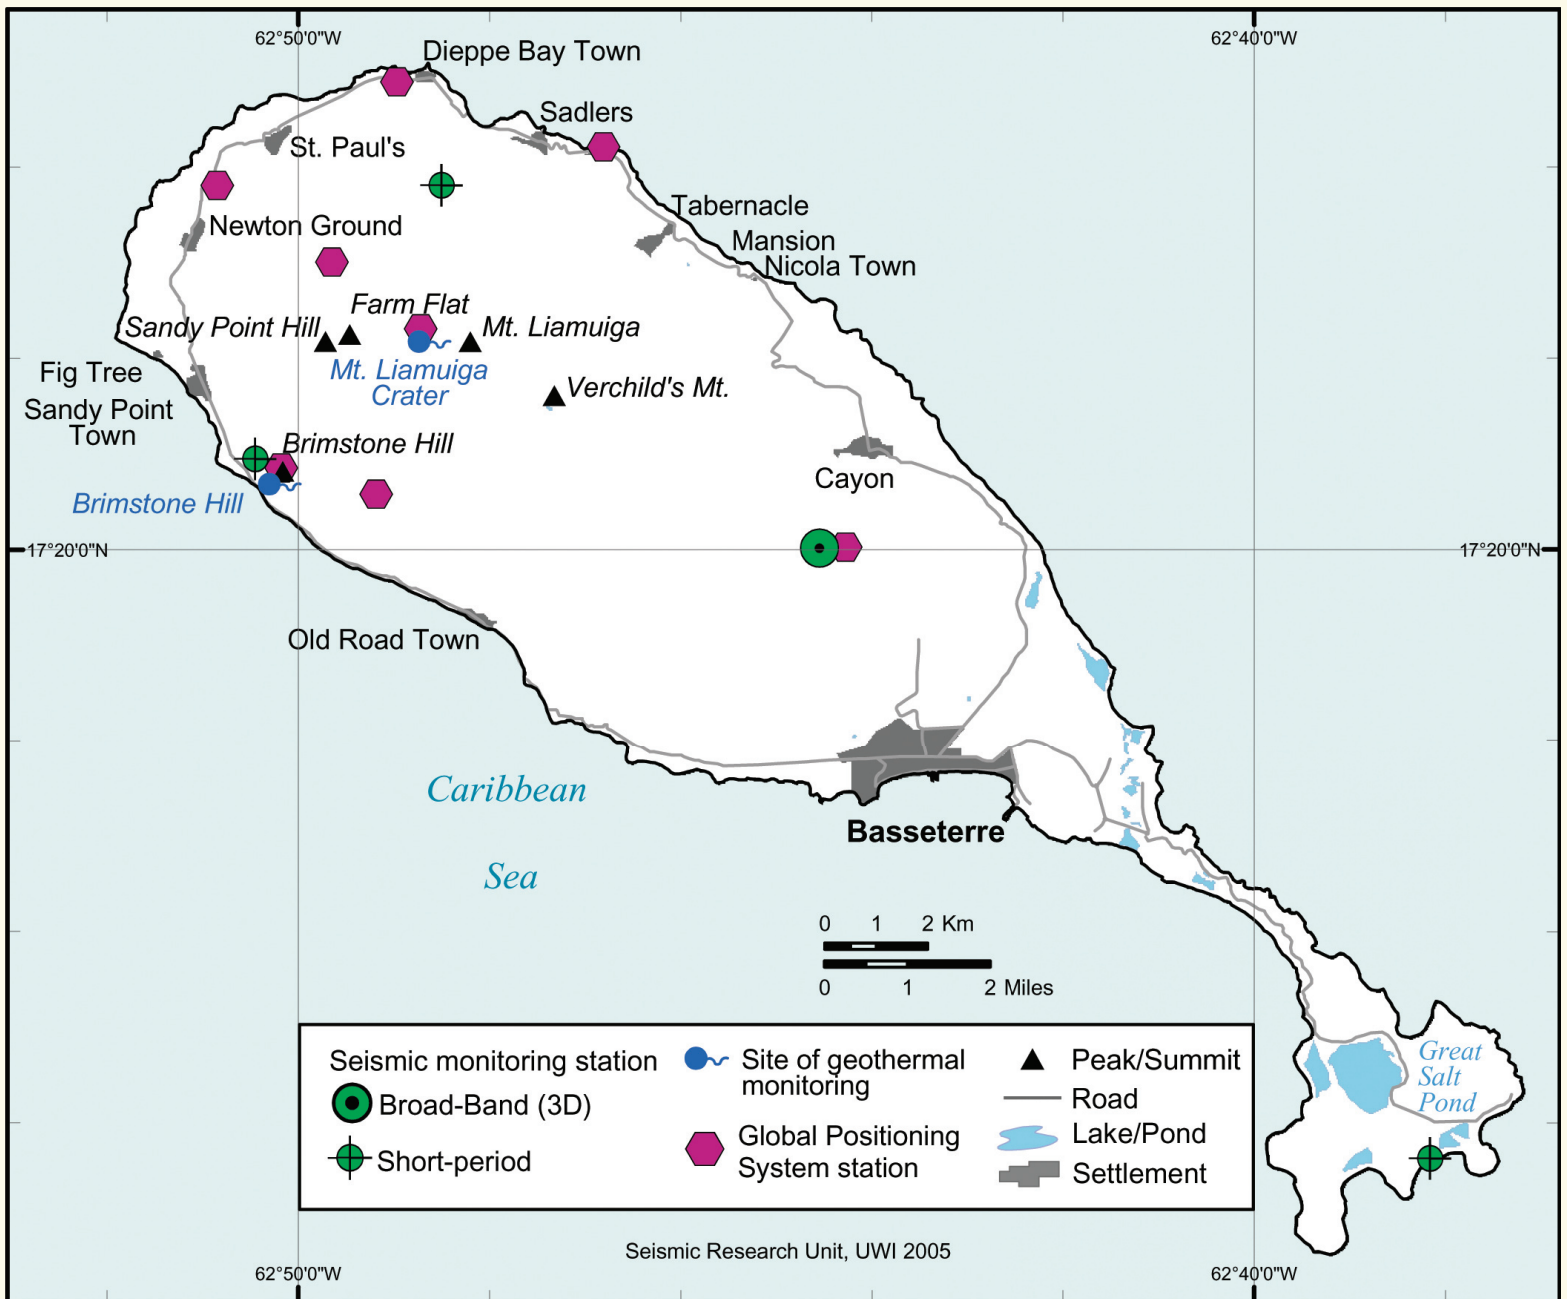 62°50'0"W
62°40'0"W
Dieppe Bay Town
Sadlers
St. Paul's
Tabernacle
Newton Ground
Mansion
Nicola Town
Farm Flat
Sandy Point Hill
Mt. Liamuiga
Mt. Liamuiga
Crater
Fig Tree
Verchild's Mt.
Sandy Point
Town
Brimstone Hill
Cayon
Brimstone Hill
17°20'0"N
17°20'0"N
Old Road Town
Caribbean
Sea
Basseterre
0 1 2 Km
0 1 2 Miles
Great
Salt
Pond
Seismic monitoring station
Broad-Band (3D)
Short-period
Site of geothermal
monitoring
Global Positioning
System station
Peak/Summit
Road
Lake/Pond
Settlement
Seismic Research Unit, UWI 2005
62°50'0"W
62°40'0"W